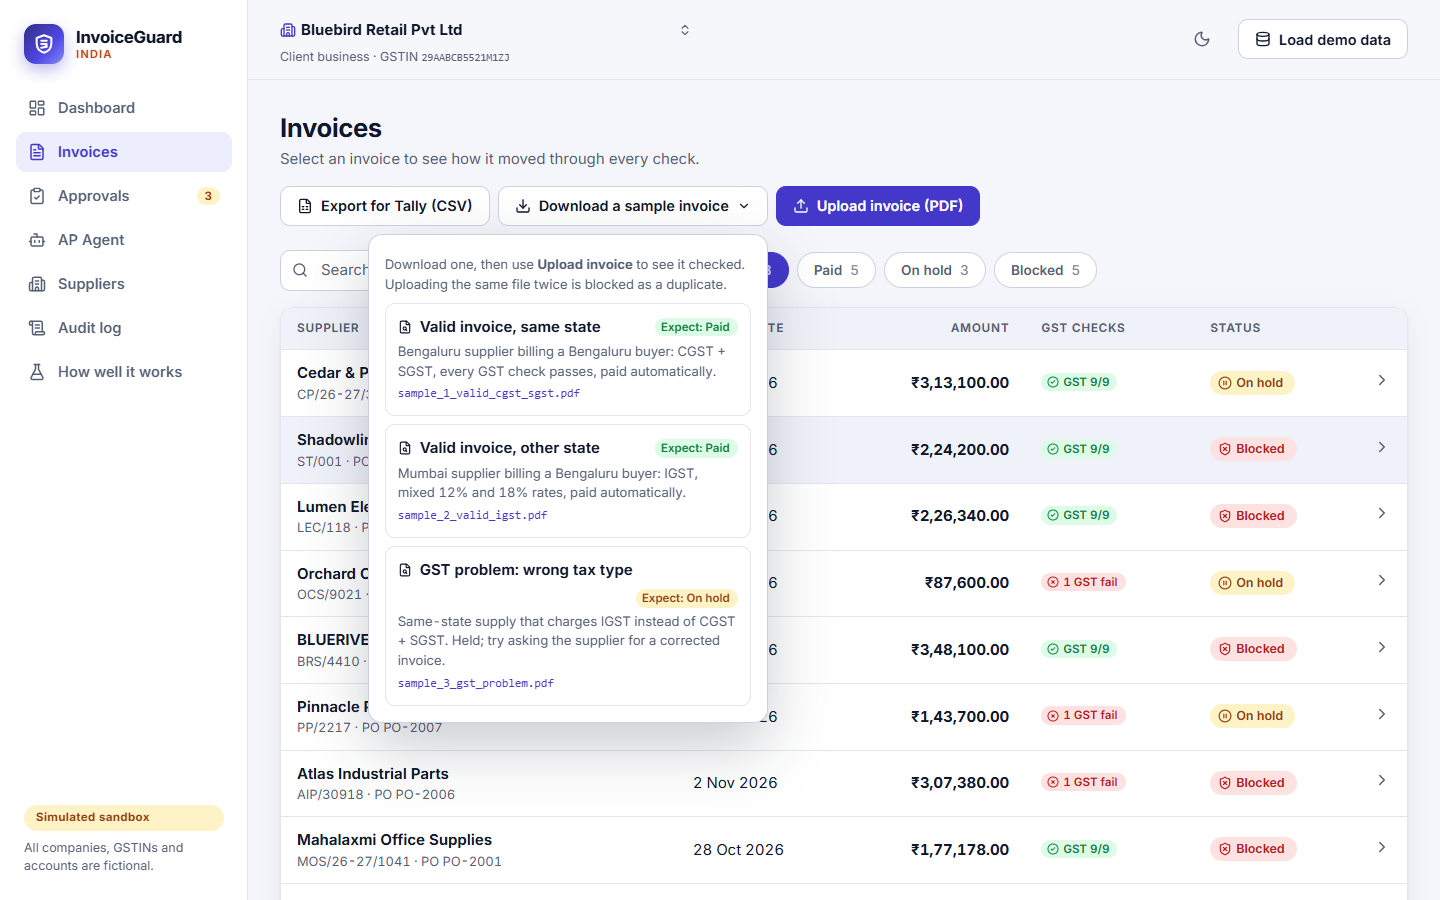 InvoiceGuard
INDIA
Dashboard
Invoices
Approvals 3
AP Agent
Suppliers
Audit log
How well it works
Simulated sandbox
All companies, GSTINs and
accounts are fictional.
Bluebird Retail Pvt Ltd
Client business · GSTIN 29AABCB5521M1ZJ
Load demo data
Invoices
Select an invoice to see how it moved through every check.
Export for Tally (CSV)
Download a sample invoice
Upload invoice (PDF)
Search
Paid 5
On hold 3
Blocked 5
Download one, then use Upload invoice to see it checked.
Uploading the same file twice is blocked as a duplicate.
Valid invoice, same state Expect: Paid
Bengaluru supplier billing a Bengaluru buyer: CGST +
SGST, every GST check passes, paid automatically.
sample_1_valid_cgst_sgst.pdf
Valid invoice, other state Expect: Paid
Mumbai supplier billing a Bengaluru buyer: IGST,
mixed 12% and 18% rates, paid automatically.
sample_2_valid_igst.pdf
GST problem: wrong tax type
Expect: On hold
Same-state supply that charges IGST instead of CGST
+ SGST. Held; try asking the supplier for a corrected
invoice.
sample_3_gst_problem.pdf
SUPPLIER AMOUNT GST CHECKS STATUS
Cedar & ₹3,13,100.00 GST 9/9 On hold
CP/26-27/
₹2,24,200.00 GST 9/9 Blocked
ST/001 ·
Lumen ₹2,26,340.00 GST 9/9 Blocked
LEC/118 ·
Orchard ₹87,600.00 1 GST fail On hold
OCS/9021 ·
₹3,48,100.00 GST 9/9 Blocked
BRS/4410 ·
Pinnacle ₹1,43,700.00 1 GST fail On hold
PP/2217 · PO PO-2007
Atlas Industrial Parts 2 Nov 2026 ₹3,07,380.00 1 GST fail Blocked
AIP/30918 · PO PO-2006
Mahalaxmi Office Supplies 28 Oct 2026 ₹1,77,178.00 GST 9/9 Blocked
MOS/26-27/1041 · PO PO-2001